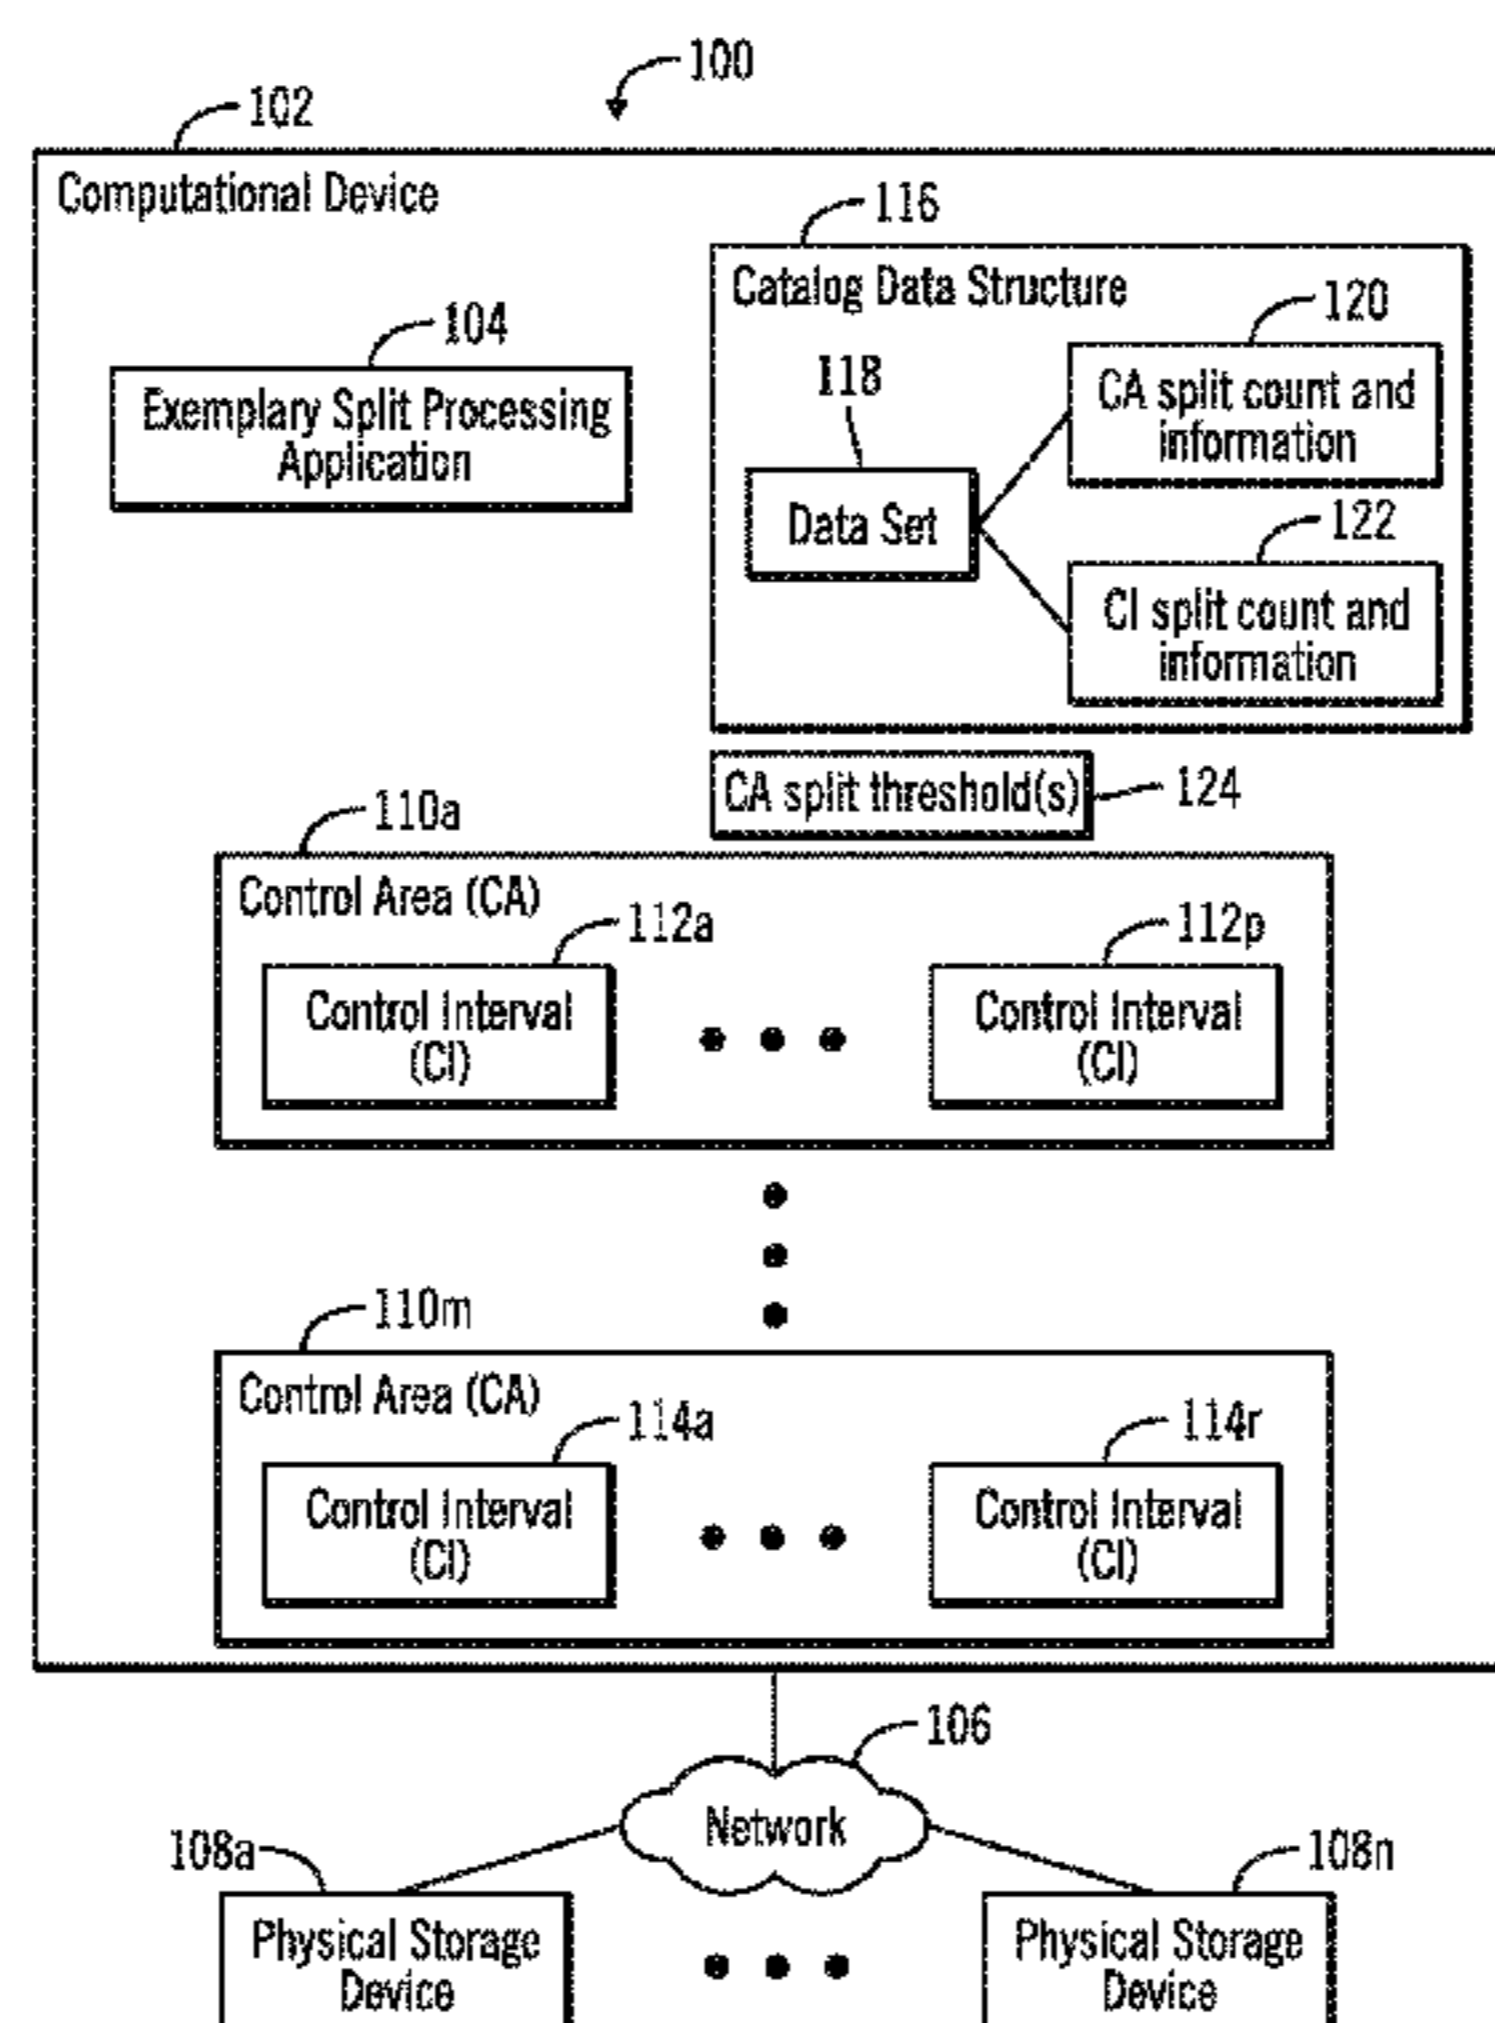 100
102
Computational Device
116
Catalog Data Structure
120
CA split count and
information
104
Exemplary Split Processing
Application
118
Data Set
122
CI split count and
information
CA split threshold(s)
124
110a
Control Area (CA)
112a
Control Interval
(CI)
112p
Control Interval
(CI)
110m
Control Area (CA)
114a
Control Interval
(CI)
114r
Control Interval
(CI)
106
Network
108a
Physical Storage
Device
108n
Physical Storage
Device